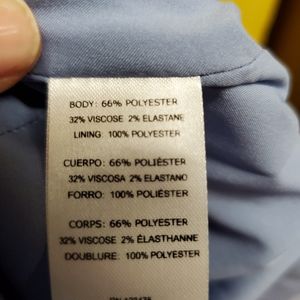 BODY: 66% POLYESTER
32% VISCOSE 2% ELASTANE
LINING: 100% POLYESTER
CUERPO: 66% POLIÉSTER
32% VISCOSA 2% ELASTANO
FORRO: 100% POLIÉSTER
CORPS: 66% POLYESTER
32% VISCOSE 2% ÉLASTHANNE
DOUBLURE: 100% POLYESTER